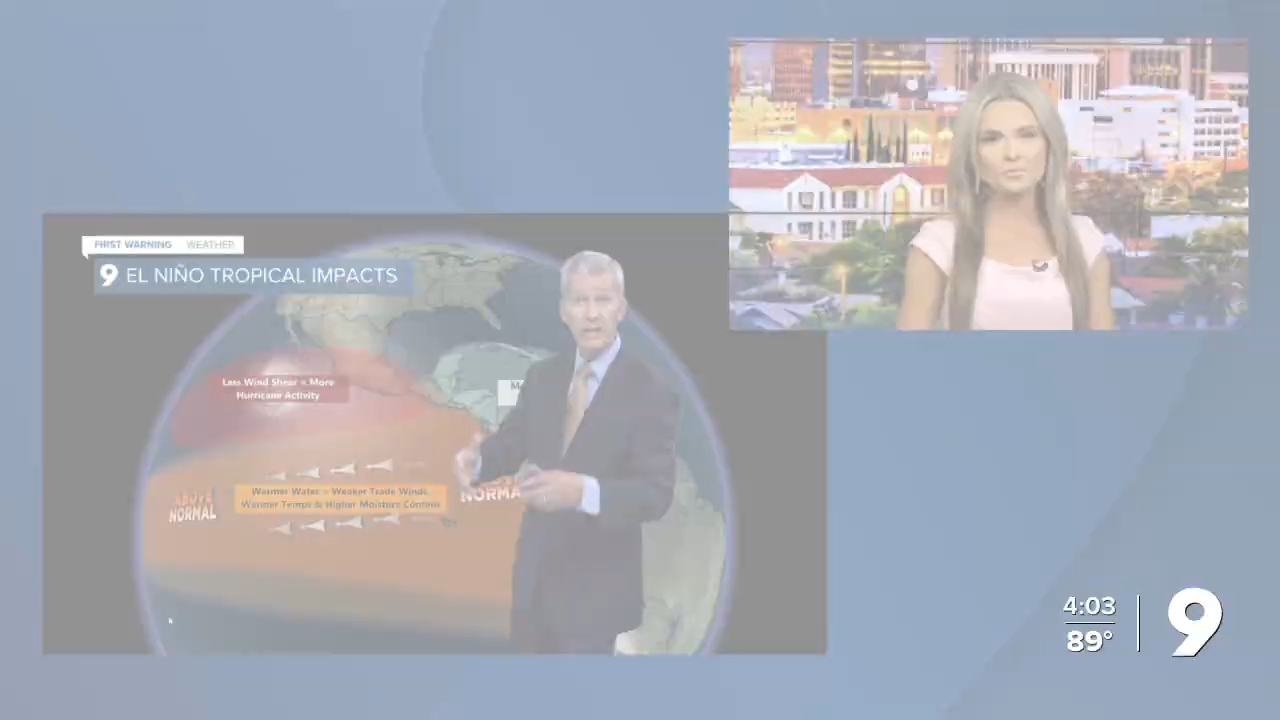 FIRST WARNING WEATHER
9 EL NIÑO TROPICAL IMPACTS
Less Wind Shear = More
Hurricane Activity
Warmer Water = Weaker Trade Winds,
Warmer Temps & Higher Moisture Content
ABOVE
NORMAL
NORMA
4:03
89°
9